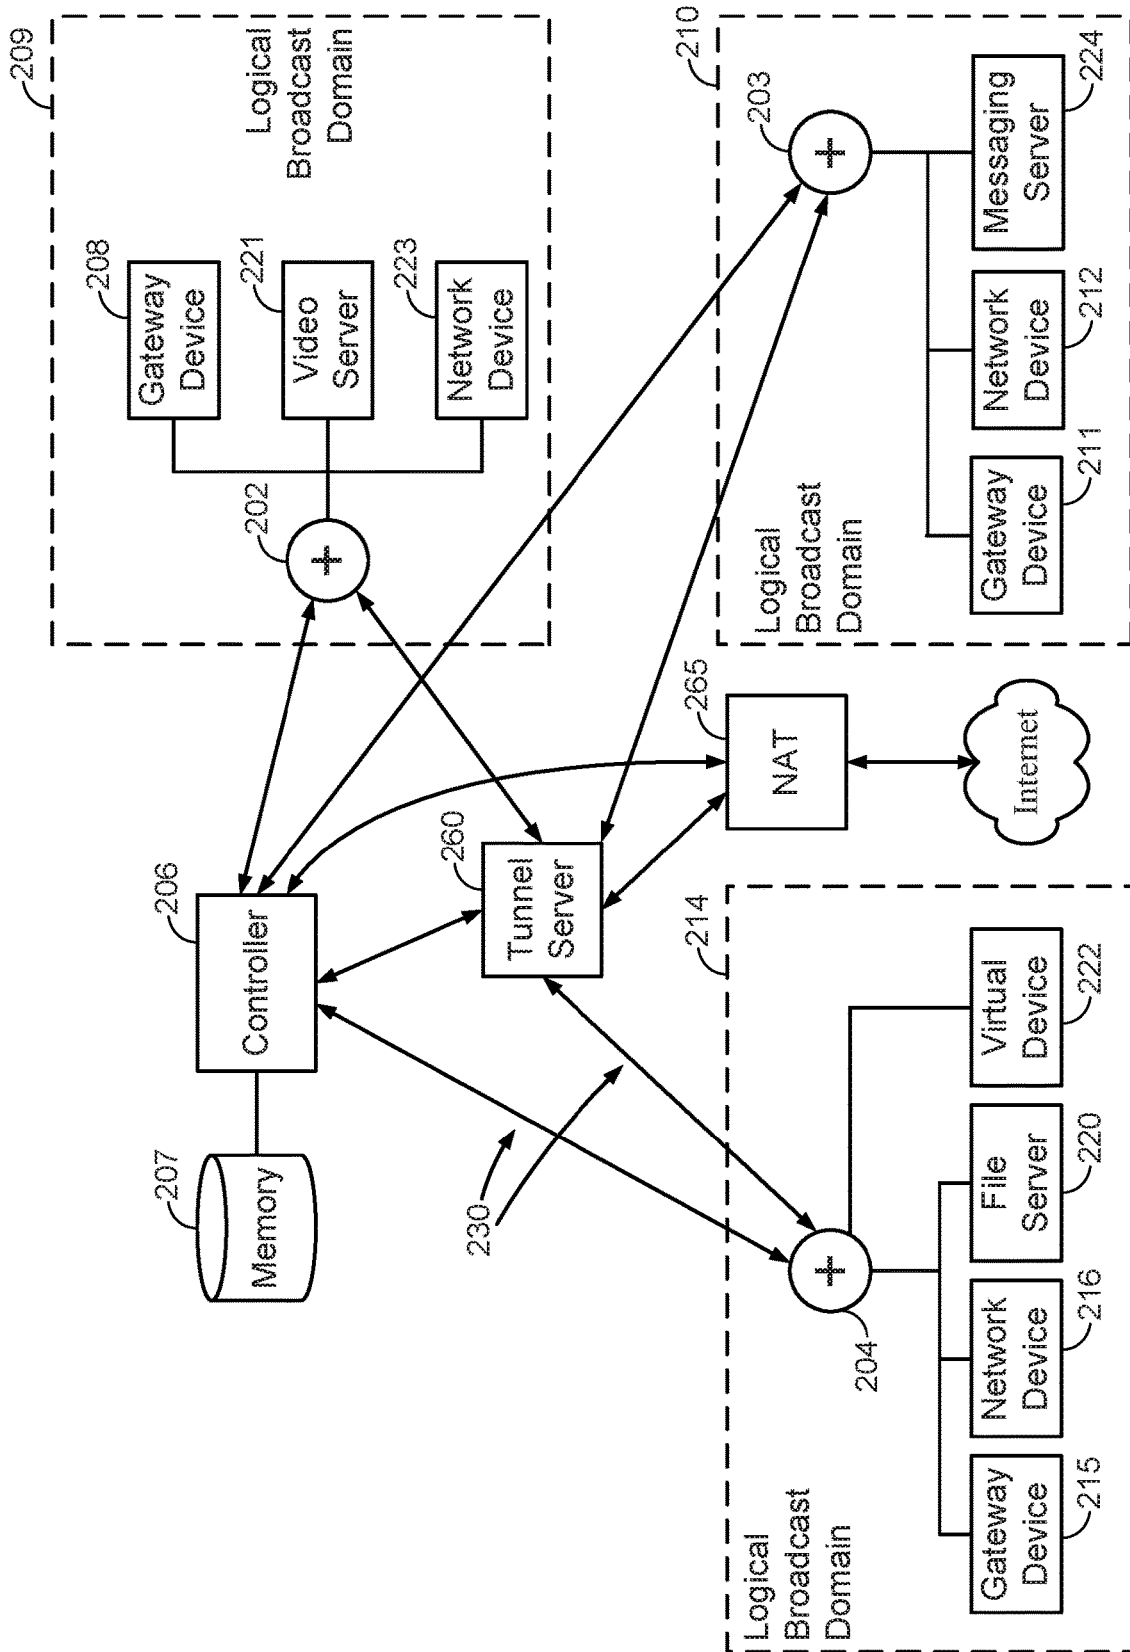 209
Logical
Broadcast
Domain
208
Gateway
Device
221
Video
Server
223
Network
Device
202
+
206
Controller
207
Memory
260
Tunnel
Server
230
265
NAT
Internet
210
203
+
Logical
Broadcast
Domain
Gateway
Device
211
Network
Device
212
Messaging
Server
224
214
204
+
Logical
Broadcast
Domain
Gateway
Device
215
Network
Device
216
File
Server
220
Virtual
Device
222